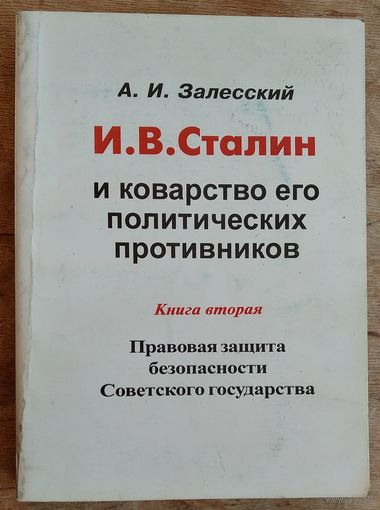 А. И. Залесский
И.В.Сталин
и коварство его
политических
противников
Книга вторая
Правовая защита
безопасности
Советского государства